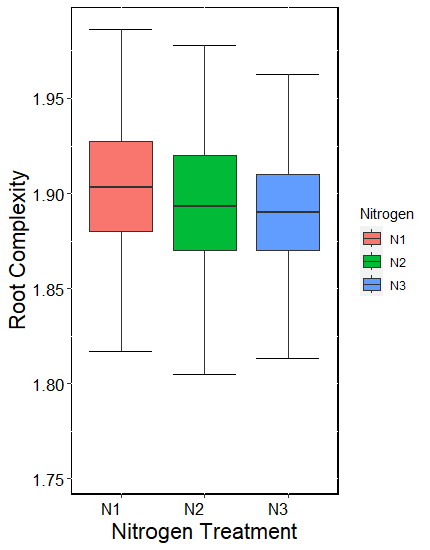 Root Complexity
1.95
1.90
1.85
1.80
1.75
N1 N2 N3
Nitrogen Treatment
Nitrogen
N1
N2
N3